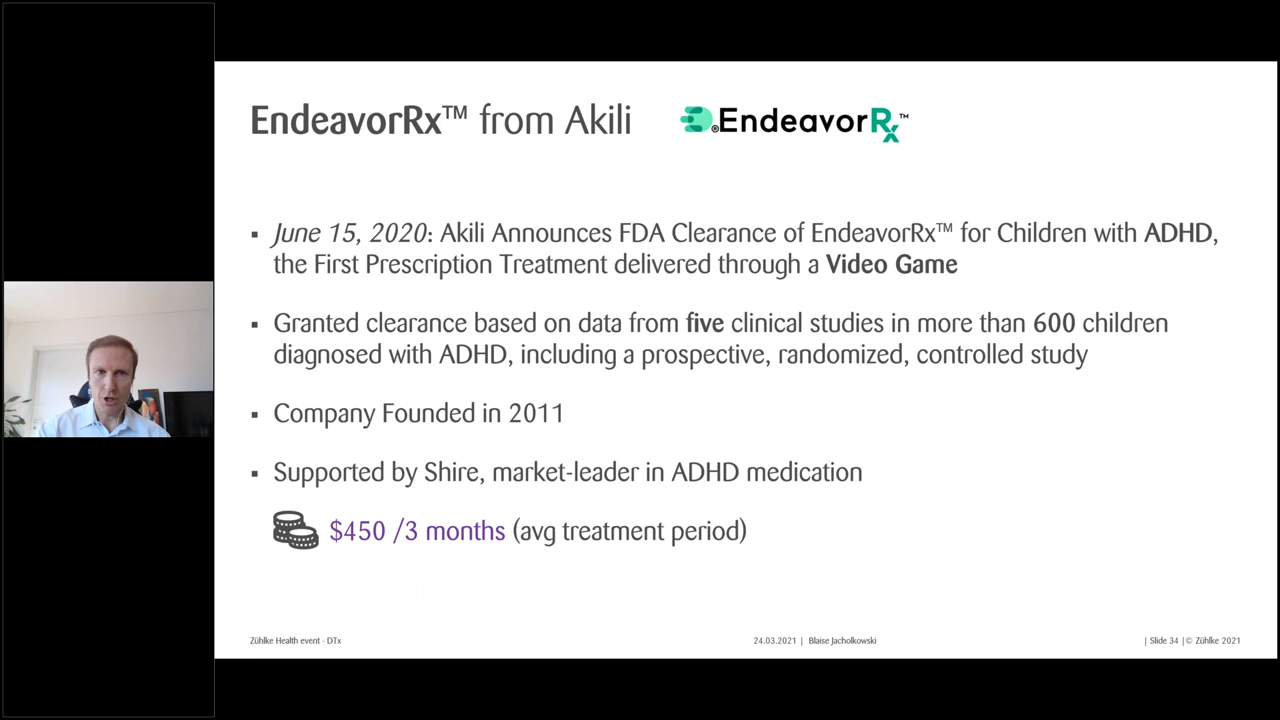 EndeavorRx™ from Akili
®EndeavorRx™
▪ June 15, 2020: Akili Announces FDA Clearance of EndeavorRx™ for Children with ADHD,
the First Prescription Treatment delivered through a Video Game
▪ Granted clearance based on data from five clinical studies in more than 600 children
diagnosed with ADHD, including a prospective, randomized, controlled study
▪ Company Founded in 2011
▪ Supported by Shire, market-leader in ADHD medication
$450 /3 months (avg treatment period)
Zühlke Health event - DTx
24.03.2021 | Blaise Jacholkowski
| Slide 34 | © Zühlke 2021